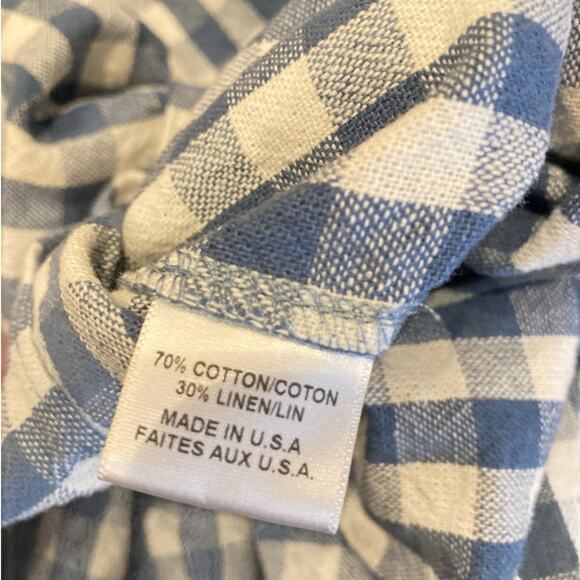 70% COTTON/COTON
30% LINEN/LIN
MADE IN U.S.A
FAITES AUX U.S.A.